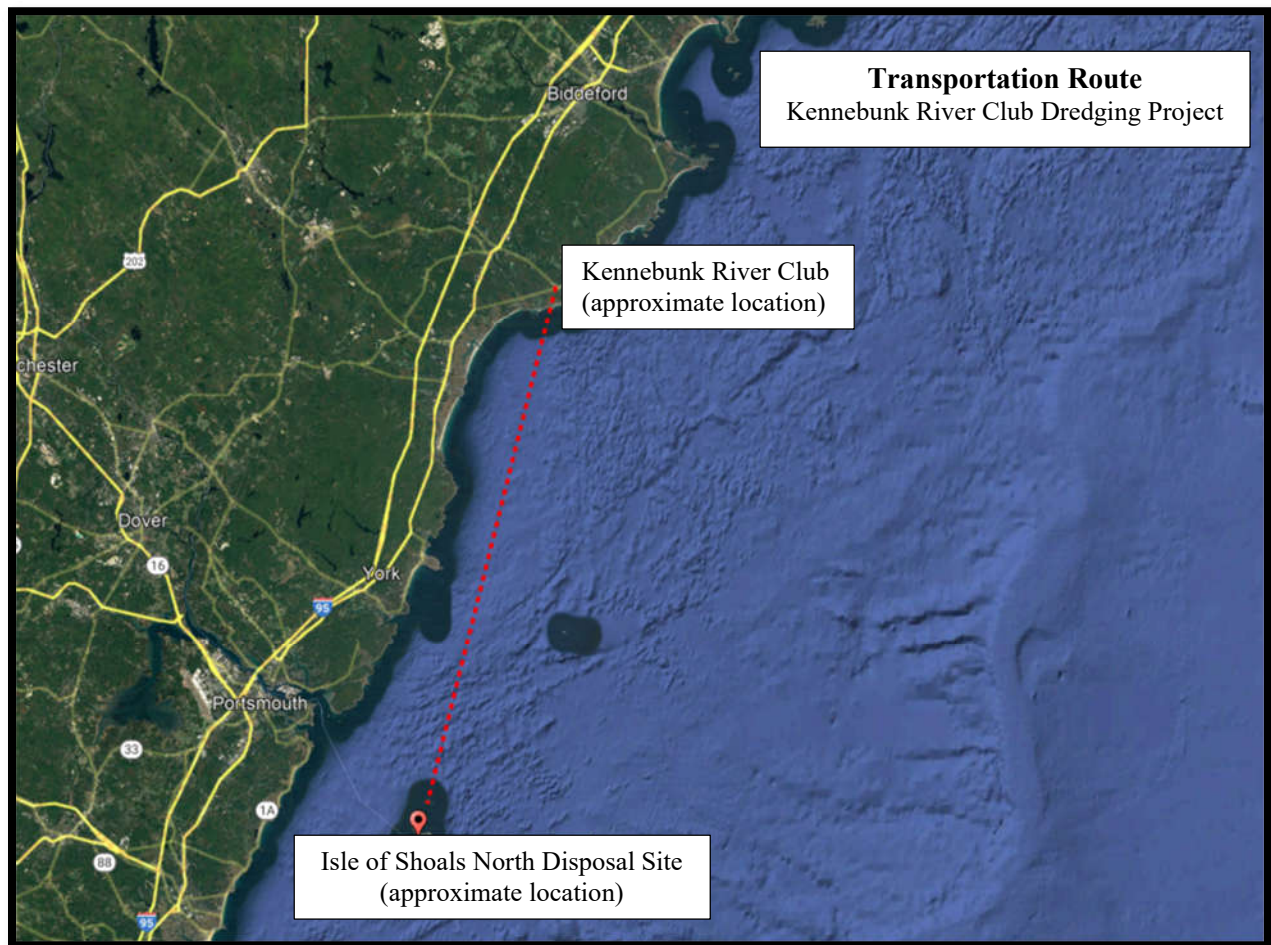 Transportation Route
Kennebunk River Club Dredging Project
Biddeford
Kennebunk River Club
(approximate location)
202
chester
Dover
16
York
95
Portsmouth
33
1A
Isle of Shoals North Disposal Site
(approximate location)
88
95